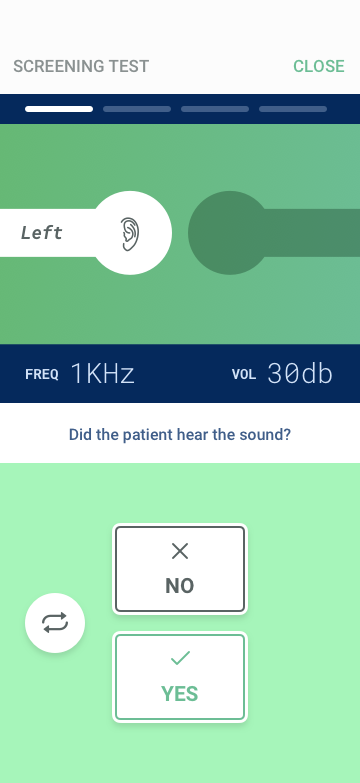 SCREENING TEST CLOSE
Left
FREQ 1KHz VOL 30db
Did the patient hear the sound?
NO
YES